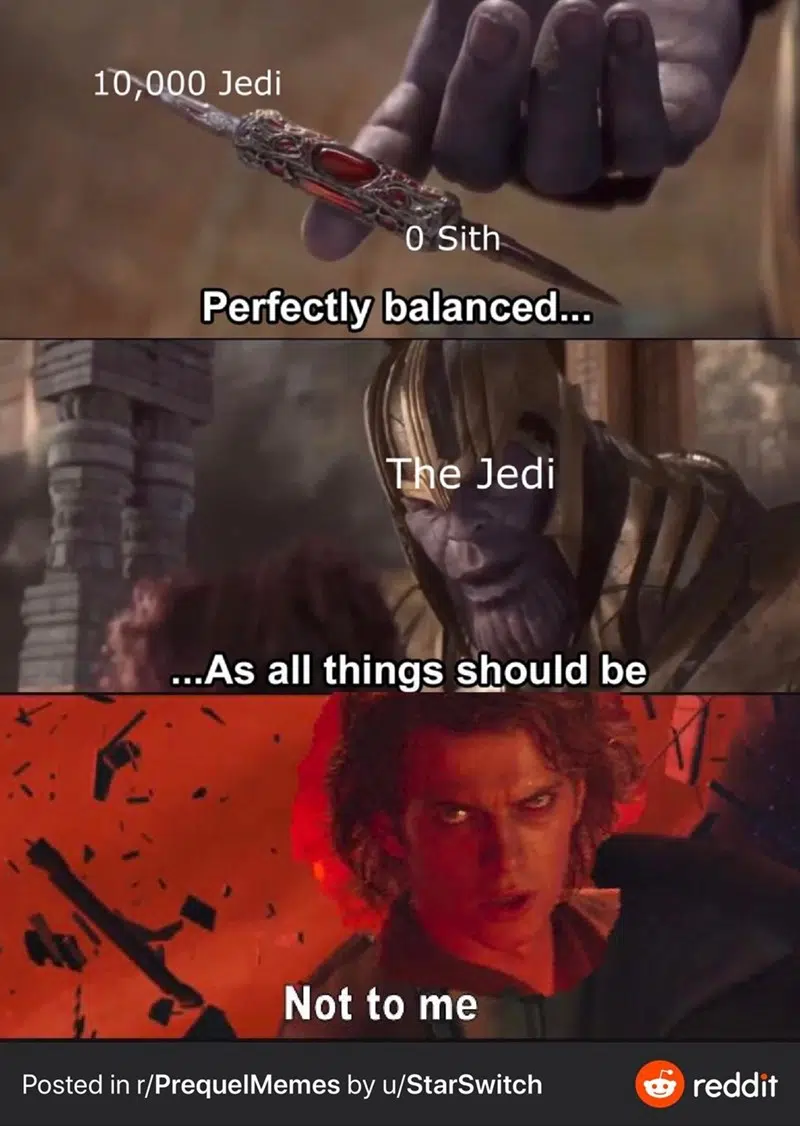 10,000 Jedi
0 Sith
Perfectly balanced...
The Jedi
...As all things should be
Not to me
Posted in r/PrequelMemes by u/StarSwitch
reddit